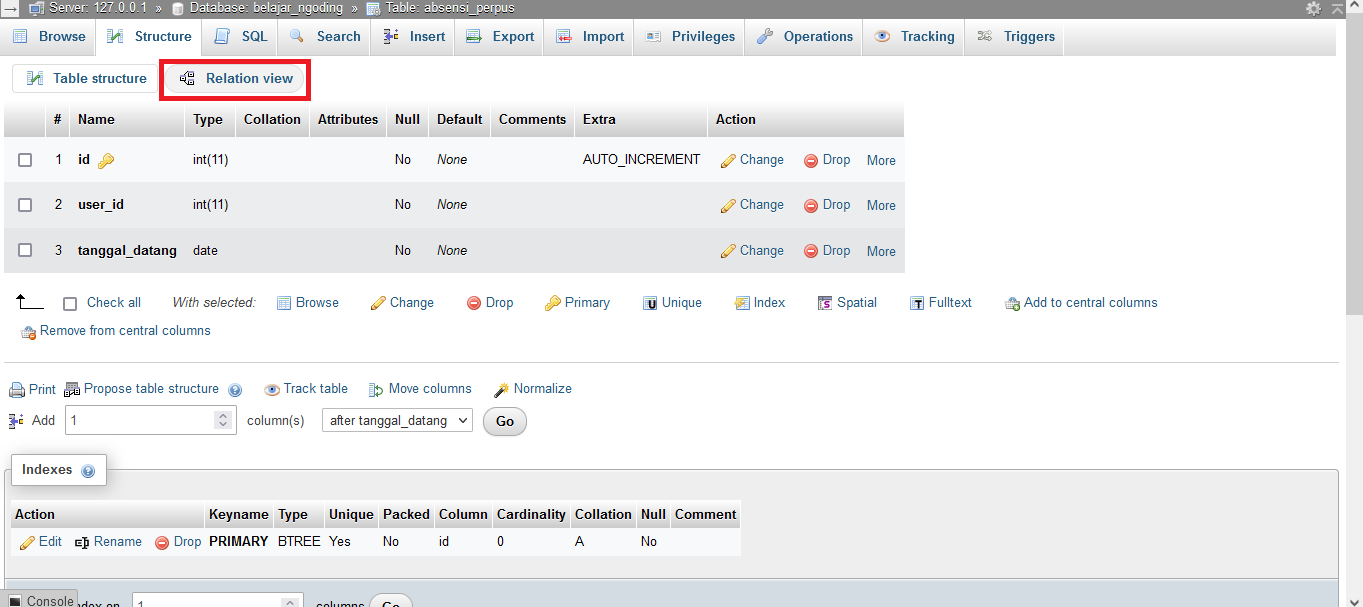 Server: 127.0.0.1 » Database: belajar_ngoding » Table: absensi_perpus
Browse Structure SQL Search Insert Export Import Privileges Operations Tracking Triggers
Table structure Relation view
# Name Type Collation Attributes Null Default Comments Extra Action
1 id int(11) No None AUTO_INCREMENT Change Drop More
2 user_id int(11) No None Change Drop More
3 tanggal_datang date No None Change Drop More
Check all With selected: Browse Change Drop Primary Unique Index Spatial Fulltext Add to central columns
Remove from central columns
Print Propose table structure Track table Move columns Normalize
Add 1 column(s) after tanggal_datang Go
Indexes
Action Keyname Type Unique Packed Column Cardinality Collation Null Comment
Edit Rename Drop PRIMARY BTREE Yes No id 0 A No
Console on 1 columns Go